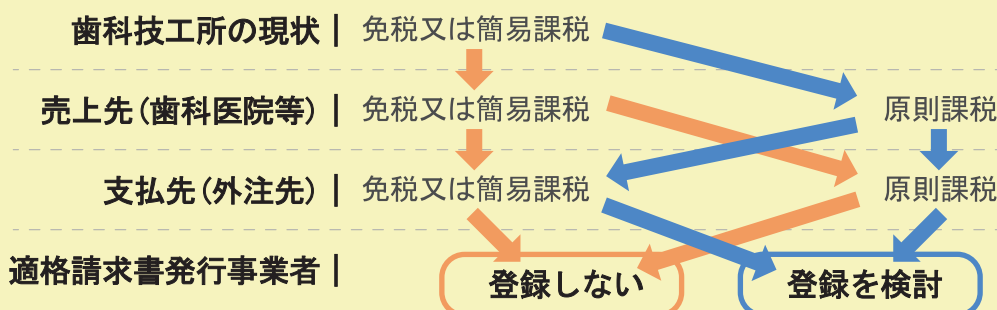 歯科技工所の現状 | 免税又は簡易課税
売上先(歯科医院等) | 免税又は簡易課税 原則課税
支払先(外注先) | 免税又は簡易課税 原則課税
適格請求書発行事業者 | 登録しない 登録を検討